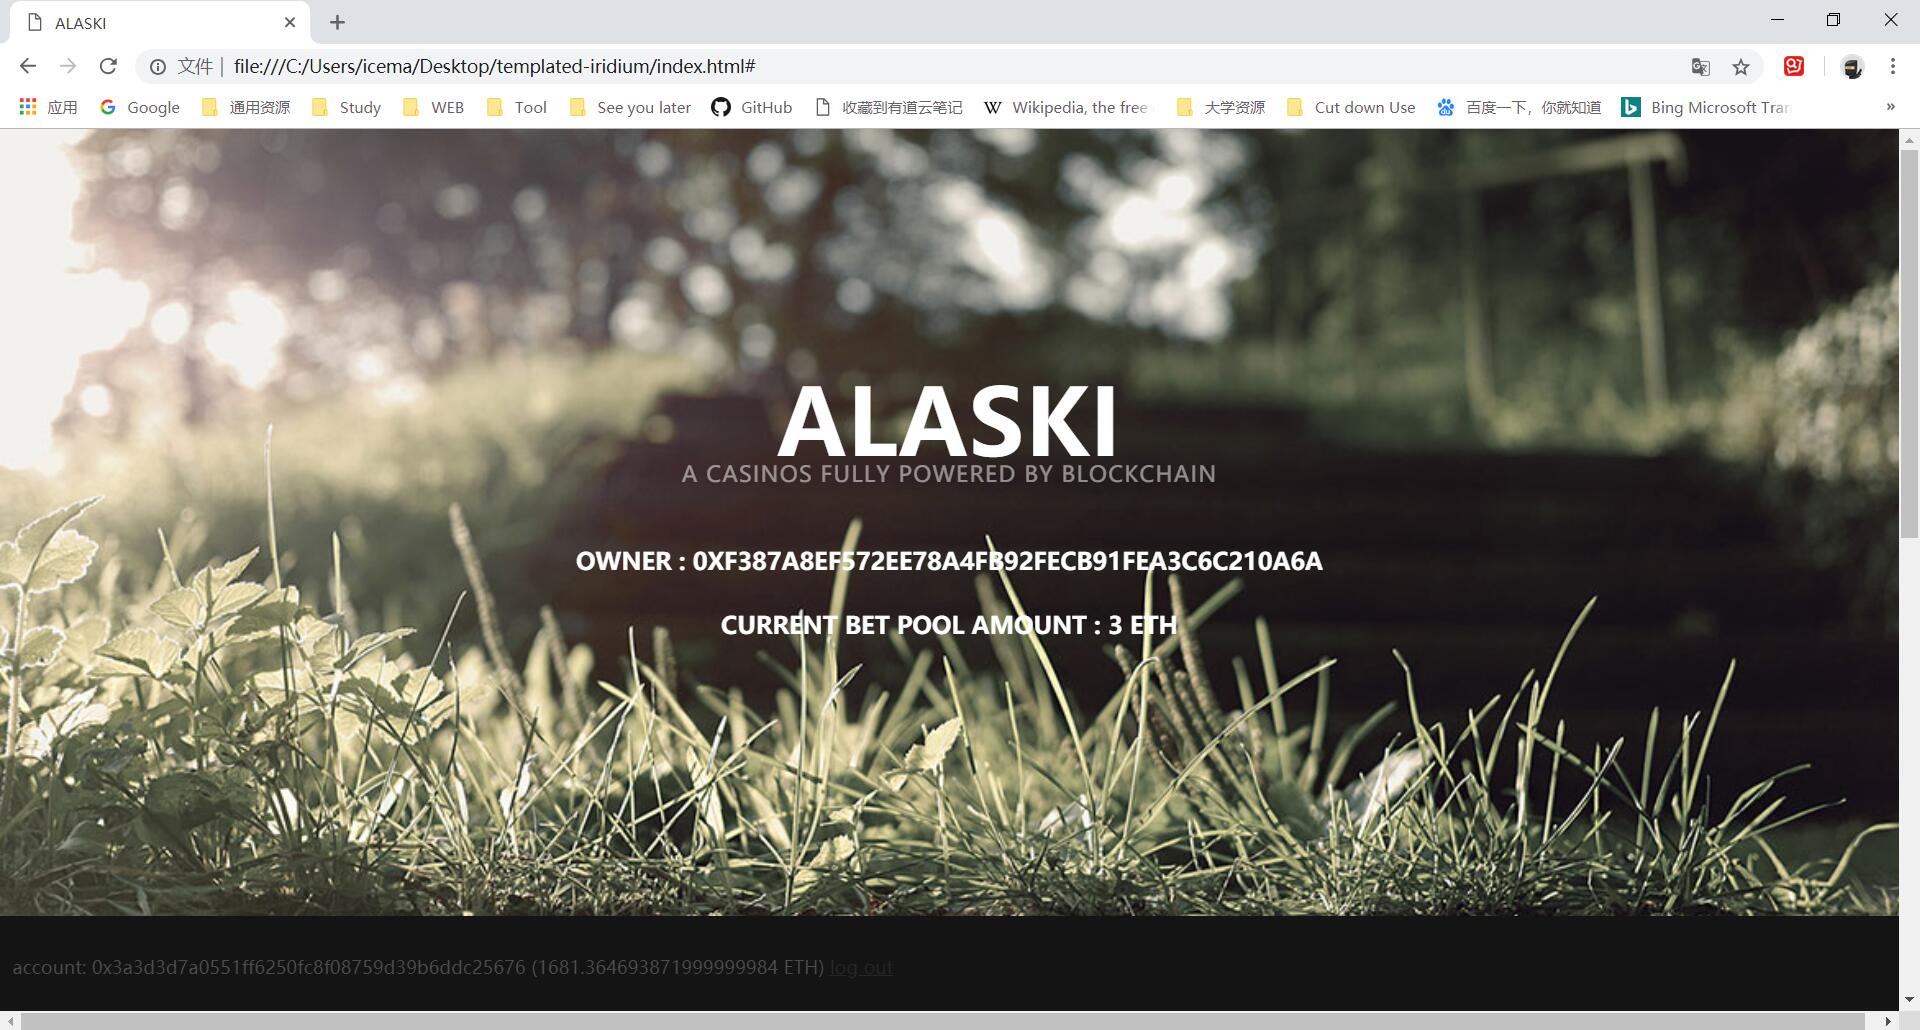 ALASKI
文件 | file:///C:/Users/icema/Desktop/templated-iridium/index.html#
应用 Google 通用资源 Study WEB Tool See you later GitHub 收藏到有道云笔记 Wikipedia, the free 大学资源 Cut down Use 百度一下，你就知道 Bing Microsoft Tran »
ALASKI
A CASINOS FULLY POWERED BY BLOCKCHAIN
OWNER : 0XF387A8EF572EE78A4FB92FECB91FEA3C6C210A6A
CURRENT BET POOL AMOUNT : 3 ETH
account: 0x3a3d3d7a0551ff6250fc8f08759d39b6ddc25676 (1681.364693871999999984 ETH) log out